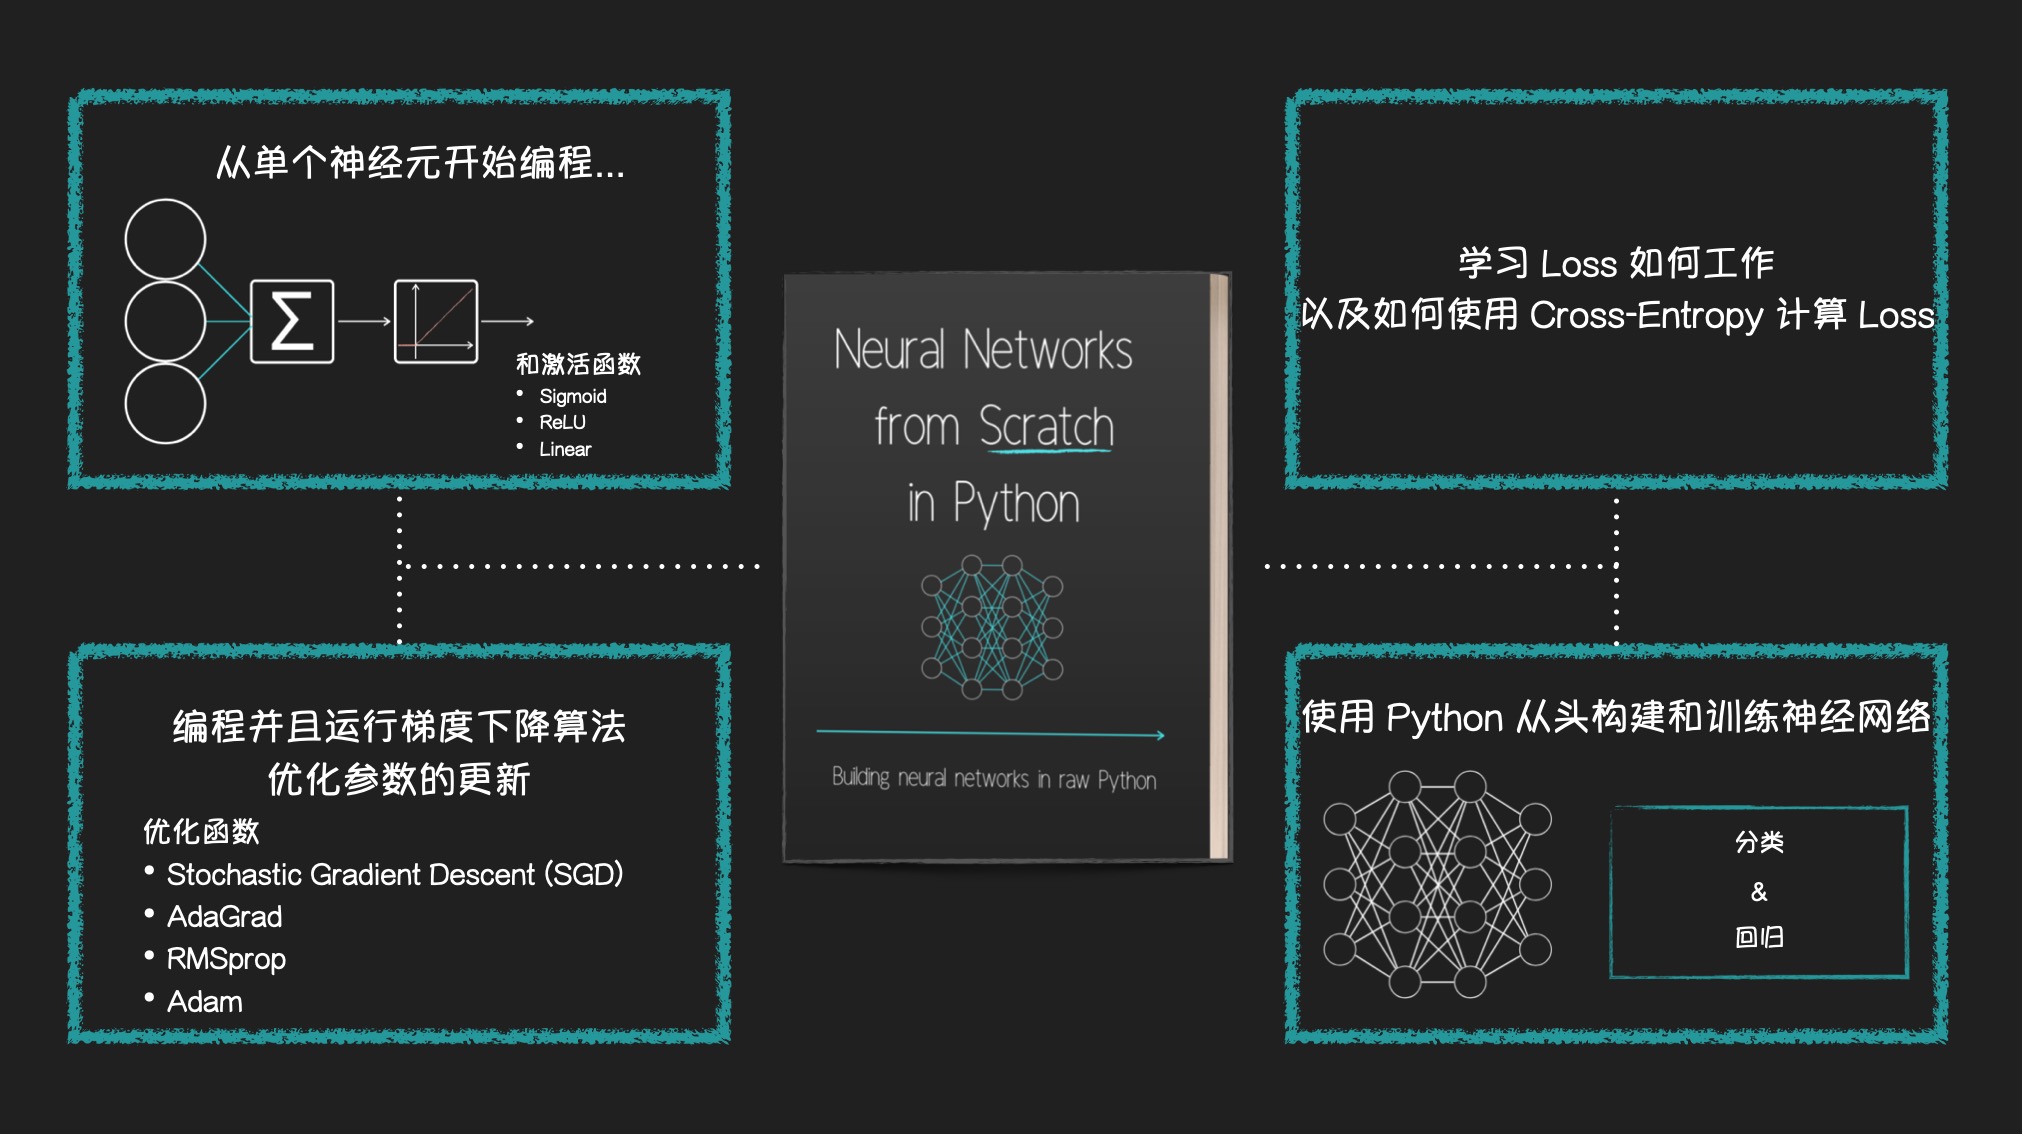 从单个神经元开始编程...
Σ
和激活函数
• Sigmoid
• ReLU
• Linear
编程并且运行梯度下降算法
优化参数的更新
优化函数
• Stochastic Gradient Descent (SGD)
• AdaGrad
• RMSprop
• Adam
Neural Networks
from Scratch
in Python
Building neural networks in raw Python
学习 Loss 如何工作
以及如何使用 Cross-Entropy 计算 Loss
使用 Python 从头构建和训练神经网络
分类
&
回归